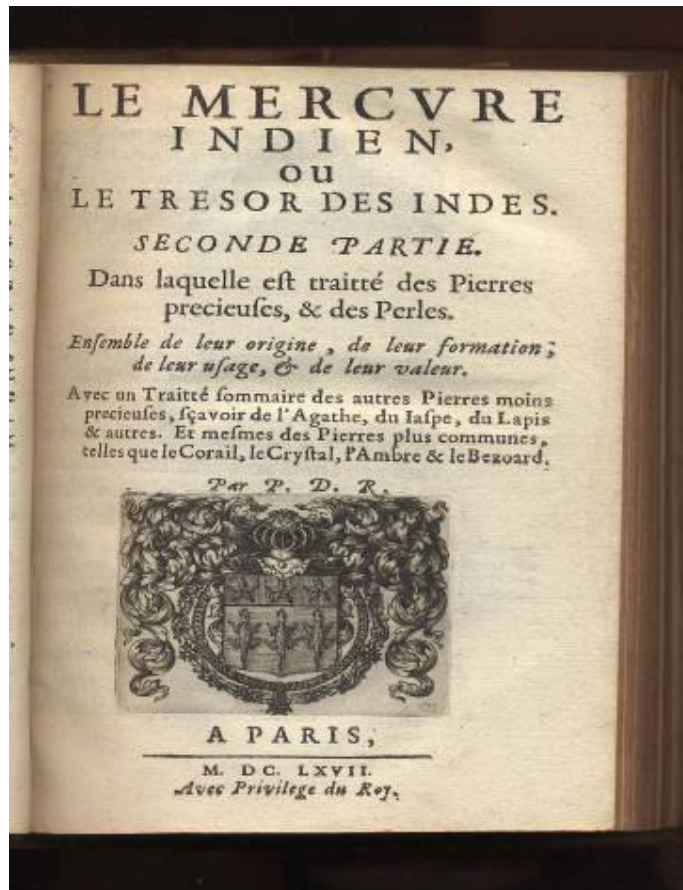 LE MERCVRE
INDIEN,
OU
LE TRESOR DES INDES.
SECONDE PARTIE.
Dans laquelle eſt traitté des Pierres
precieuſes, & des Perles.
Enſemble de leur origine, de leur formation;
de leur uſage, & de leur valeur.
Avec un Traitté ſommaire des autres Pierres moins
precieuſes, ſçavoir de l'Agathe, du Iaſpe, du Lapis
& autres. Et meſmes des Pierres plus communes,
telles que le Corail, le Cryſtal, l'Ambre & le Bezoard.
Par P. D. R.
A PARIS,
M. DC. LXVII.
Avec Privilege du Roy.